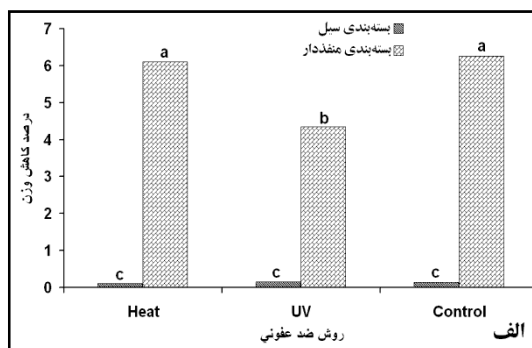 بسته‌بندی سیل
بسته‌بندی منفذدار
درصد کاهش وزن
7
6
5
4
3
2
1
0
a
c
b
c
a
c
Heat UV Control
روش ضد عفوني
الف